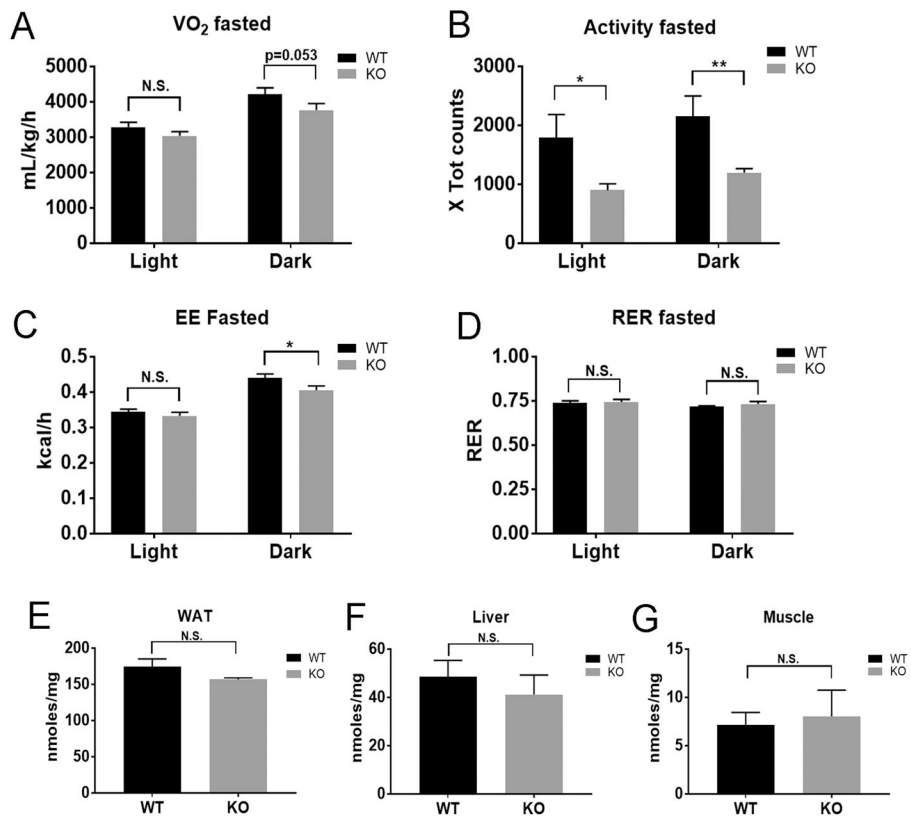 A
VO₂ fasted
WT
KO
mL/kg/h
5000
4000
3000
2000
1000
0
N.S.
p=0.053
Light
Dark
B
Activity fasted
WT
KO
X Tot counts
3000
2000
1000
0
*
**
Light
Dark
C
EE Fasted
WT
KO
kcal/h
0.5
0.4
0.3
0.2
0.1
0.0
N.S.
*
Light
Dark
D
RER fasted
WT
KO
RER
1.00
0.75
0.50
0.25
0.00
N.S.
N.S.
Light
Dark
E
WAT
N.S.
WT
KO
nmoles/mg
200
150
100
50
0
WT
KO
F
Liver
N.S.
WT
KO
nmoles/mg
60
40
20
0
WT
KO
G
Muscle
N.S.
WT
KO
nmoles/mg
15
10
5
0
WT
KO